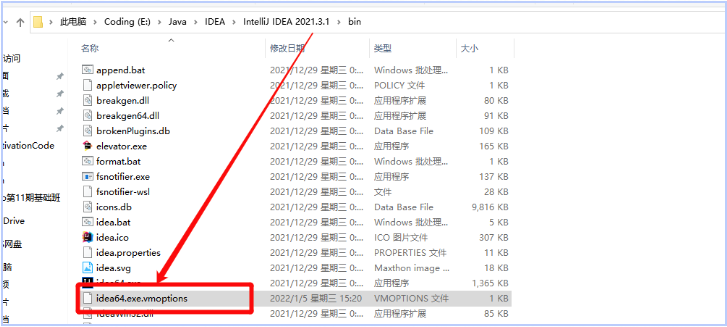 此电脑 > Coding (E:) > Java > IDEA > IntelliJ IDEA 2021.3.1 > bin
名称 修改日期 类型 大小
append.bat 2021/12/29 星期三 0:... Windows 批处理... 1 KB
appletviewer.policy 2021/12/29 星期三 0:... POLICY 文件 1 KB
breakgen.dll 2021/12/29 星期三 0:... 应用程序扩展 80 KB
breakgen64.dll 2021/12/29 星期三 0:... 应用程序扩展 91 KB
brokenPlugins.db 2021/12/29 星期三 0:... Data Base File 109 KB
elevator.exe 2021/12/29 星期三 0:... 应用程序 165 KB
format.bat 2021/12/29 星期三 0:... Windows 批处理... 1 KB
fsnotifier.exe 2021/12/29 星期三 0:... 应用程序 137 KB
fsnotifier-wsl 2021/12/29 星期三 0:... 文件 28 KB
icons.db 2021/12/29 星期三 0:... Data Base File 9,816 KB
idea.bat 2021/12/29 星期三 0:... Windows 批处理... 5 KB
idea.ico 2021/12/29 星期三 0:... ICO 图片文件 307 KB
idea.properties 2021/12/29 星期三 0:... PROPERTIES 文件 11 KB
idea.svg 2021/12/29 星期三 0:... Maxthon image ... 18 KB
idea64.exe 2021/12/29 星期三 0:... 应用程序 1,365 KB
idea64.exe.vmoptions 2022/1/5 星期三 15:20 VMOPTIONS 文件 1 KB
ideaWin32.dll 2021/12/29 星期三 0:... 应用程序扩展 85 KB
访问
面
片
tivationCode
o第11期基础班
Drive
S网盘
脑
频
片